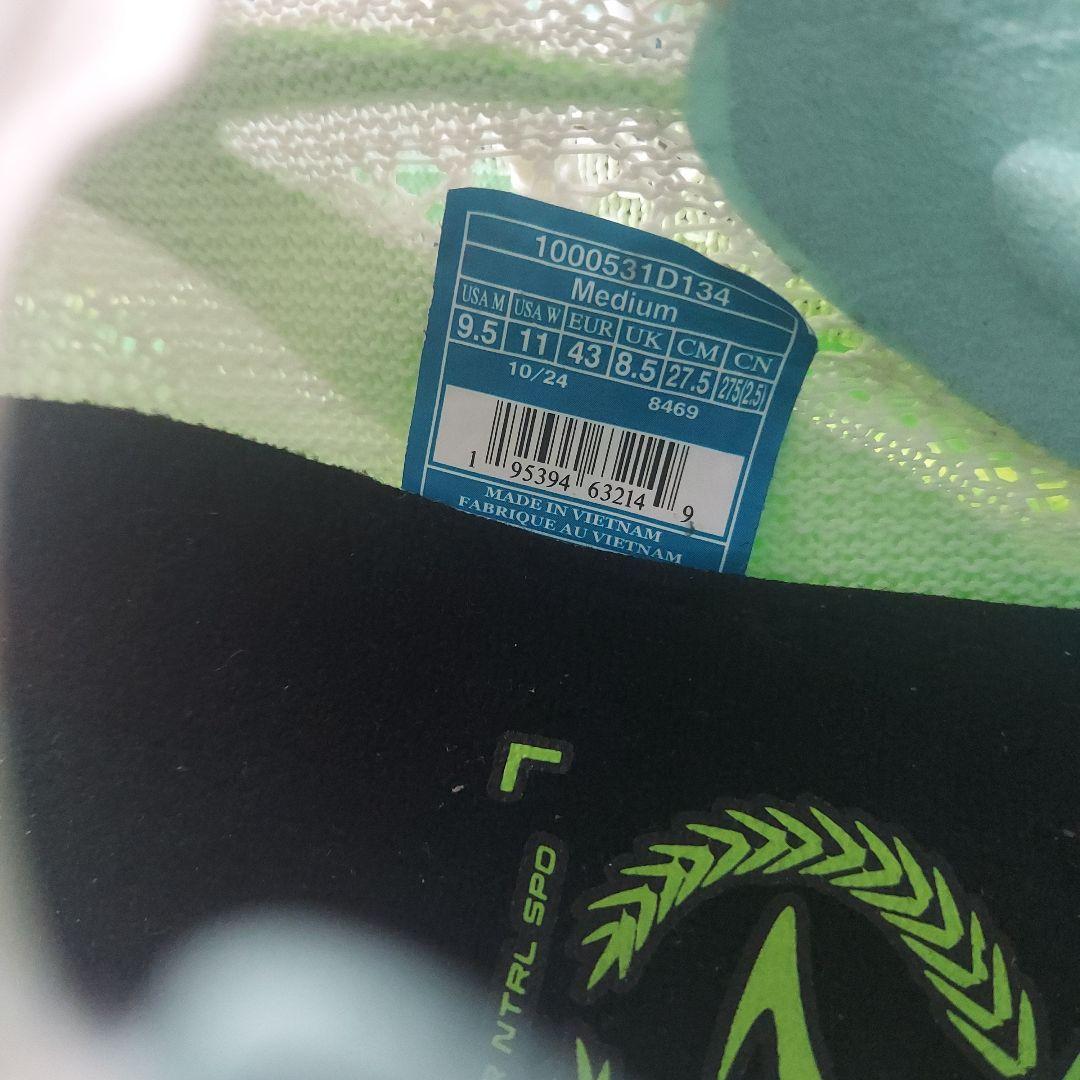 1000531D134
Medium
USA M USA W EUR UK CM CN
9.5 11 43 8.5 27.5 275(2.5)
10/24 8469
1 95394 63214 9
MADE IN VIETNAM
FABRIQUE AU VIETNAM
L
R NTRL SPD